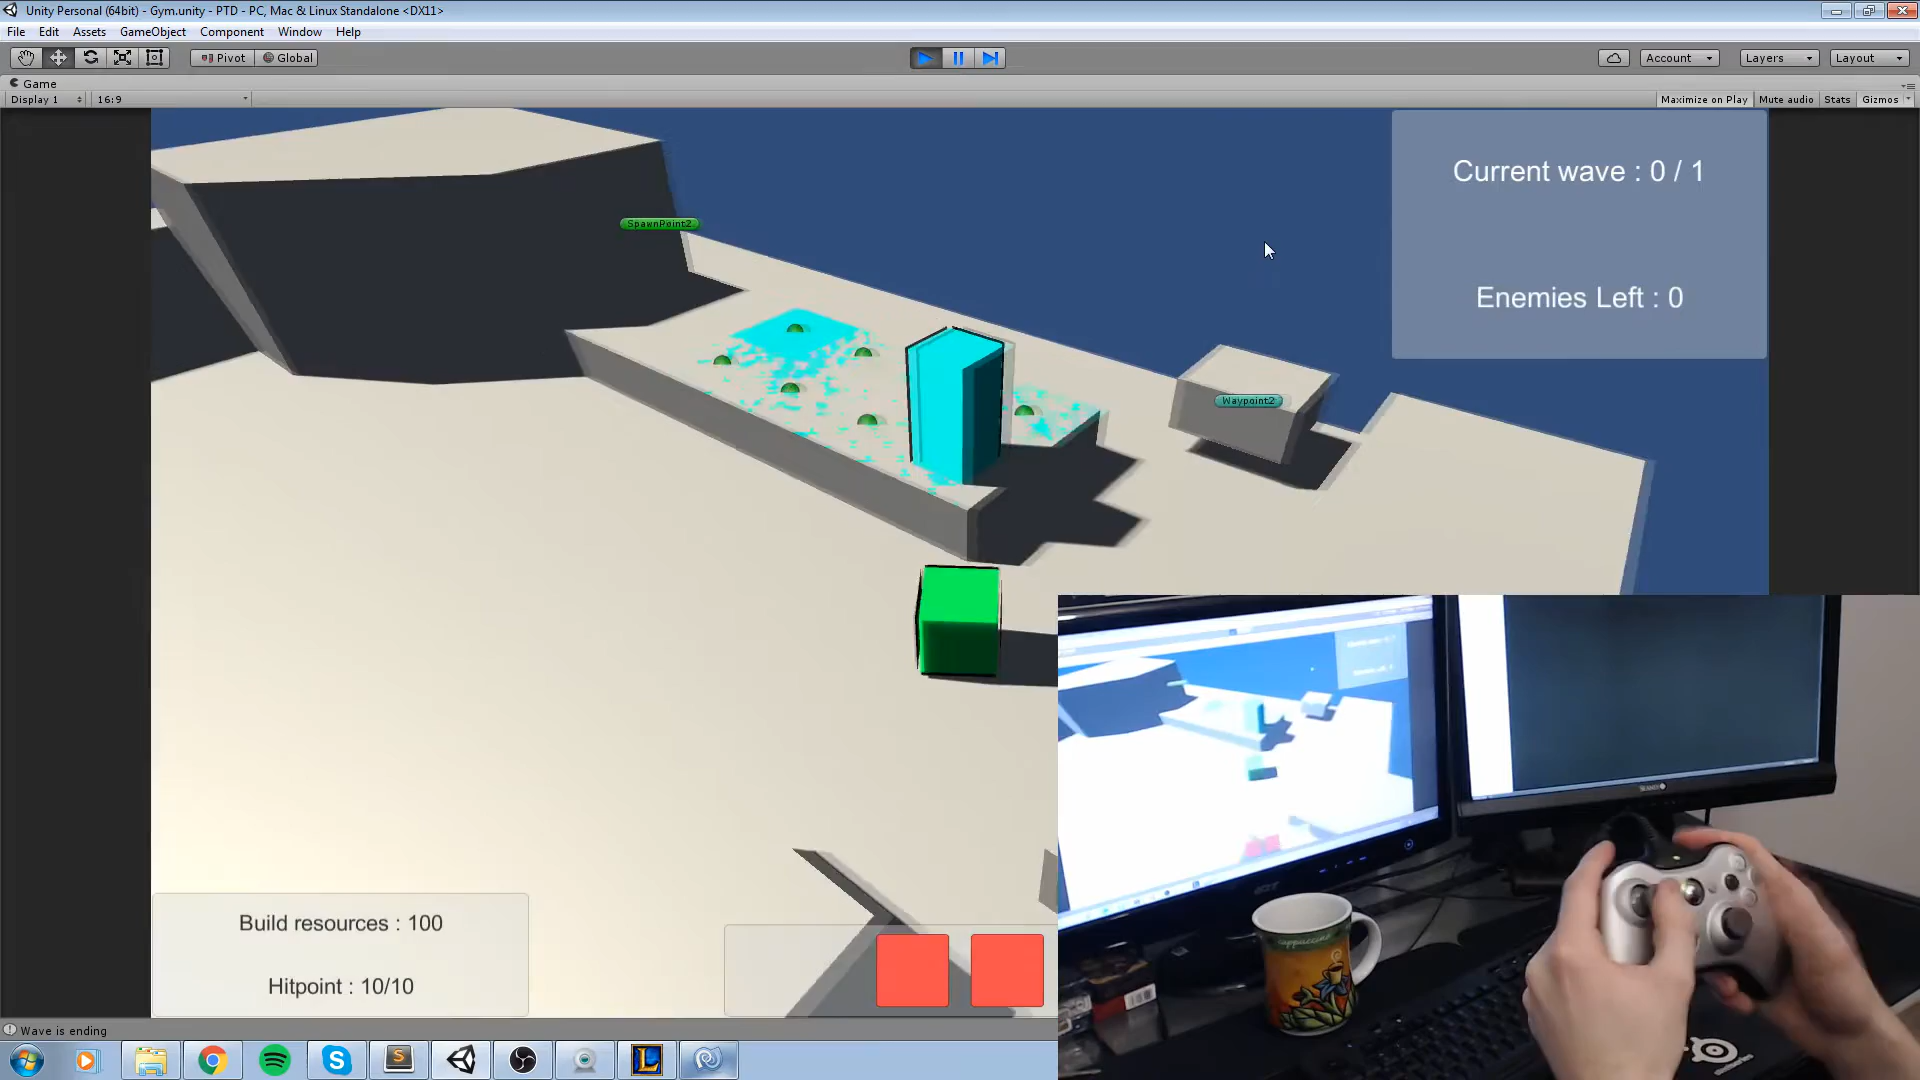 Unity Personal (64bit) - Gym.unity - PTD - PC, Mac & Linux Standalone <DX11>
File Edit Assets GameObject Component Window Help
Pivot Global Account Layers Layout
Game
Display 1 16:9 Maximize on Play Mute audio Stats Gizmos
Current wave : 0 / 1
SpawnPoint2
Enemies Left : 0
Waypoint2
Build resources : 100
Hitpoint : 10/10
Wave is ending
cappuccino
acer